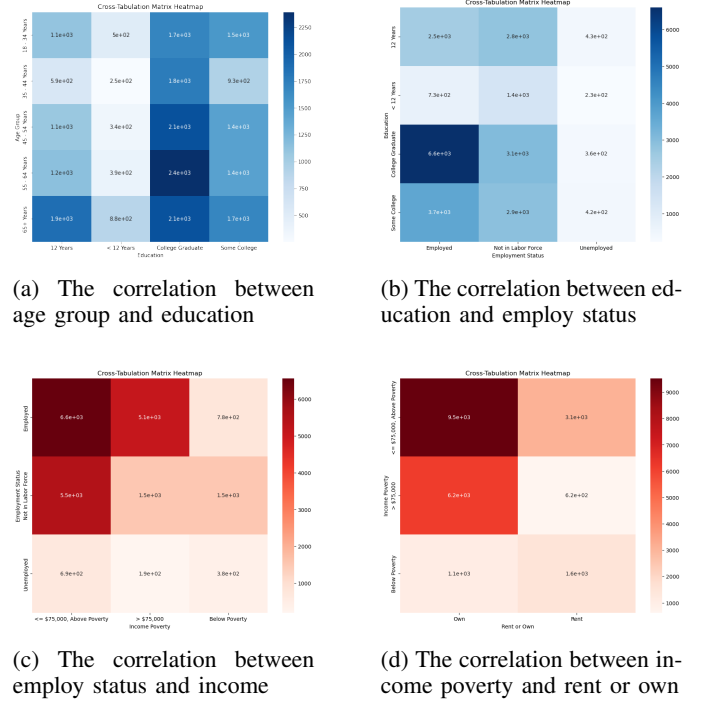 Cross-Tabulation Matrix Heatmap
Age Group
18 - 34 Years 1.1e+03 5e+02 1.7e+03 1.5e+03
35 - 44 Years 5.9e+02 2.5e+02 1.8e+03 9.3e+02
45 - 54 Years 1.1e+03 3.4e+02 2.1e+03 1.4e+03
55 - 64 Years 1.2e+03 3.9e+02 2.4e+03 1.4e+03
65+ Years 1.9e+03 8.8e+02 2.1e+03 1.7e+03
12 Years < 12 Years College Graduate Some College
Education
2250
2000
1750
1500
1250
1000
750
500
(a) The correlation between
age group and education
Cross-Tabulation Matrix Heatmap
Education
12 Years 2.5e+03 2.8e+03 4.3e+02
< 12 Years 7.3e+02 1.4e+03 2.3e+02
College Graduate 6.6e+03 3.1e+03 3.6e+02
Some College 3.7e+03 2.9e+03 4.2e+02
Employed Not in Labor Force Unemployed
Employment Status
6000
5000
4000
3000
2000
1000
(b) The correlation between ed-
ucation and employ status
Cross-Tabulation Matrix Heatmap
Employment Status
Employed 6.6e+03 5.1e+03 7.8e+02
Not in Labor Force 5.5e+03 1.5e+03 1.5e+03
Unemployed 6.9e+02 1.9e+02 3.8e+02
<= $75,000, Above Poverty > $75,000 Below Poverty
Income Poverty
6000
5000
4000
3000
2000
1000
(c) The correlation between
employ status and income
Cross-Tabulation Matrix Heatmap
Income Poverty
<= $75,000, Above Poverty 9.5e+03 3.1e+03
> $75,000 6.2e+03 6.2e+02
Below Poverty 1.1e+03 1.6e+03
Own Rent
Rent or Own
9000
8000
7000
6000
5000
4000
3000
2000
1000
(d) The correlation between in-
come poverty and rent or own